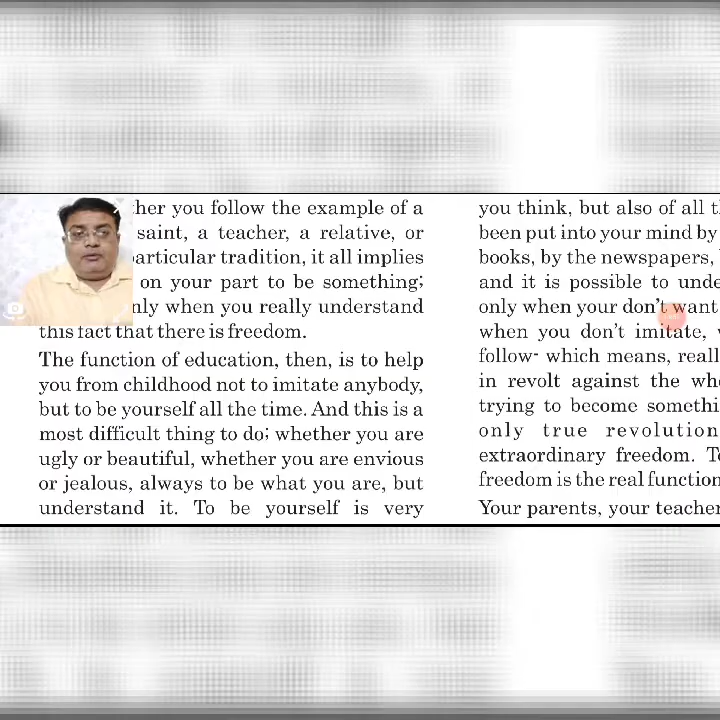 her you follow the example of a
saint, a teacher, a relative, or
articular tradition, it all implies
on your part to be something;
nly when you really understand
this fact that there is freedom.
The function of education, then, is to help
you from childhood not to imitate anybody,
but to be yourself all the time. And this is a
most difficult thing to do; whether you are
ugly or beautiful, whether you are envious
or jealous, always to be what you are, but
understand it. To be yourself is very
you think, but also of all
been put into your mind by
books, by the newspapers,
and it is possible to
only when your don't want
when you don't imitate,
follow- which means,
in revolt against the
trying to become
only true revolution
extraordinary freedom.
freedom is the real function
Your parents, your